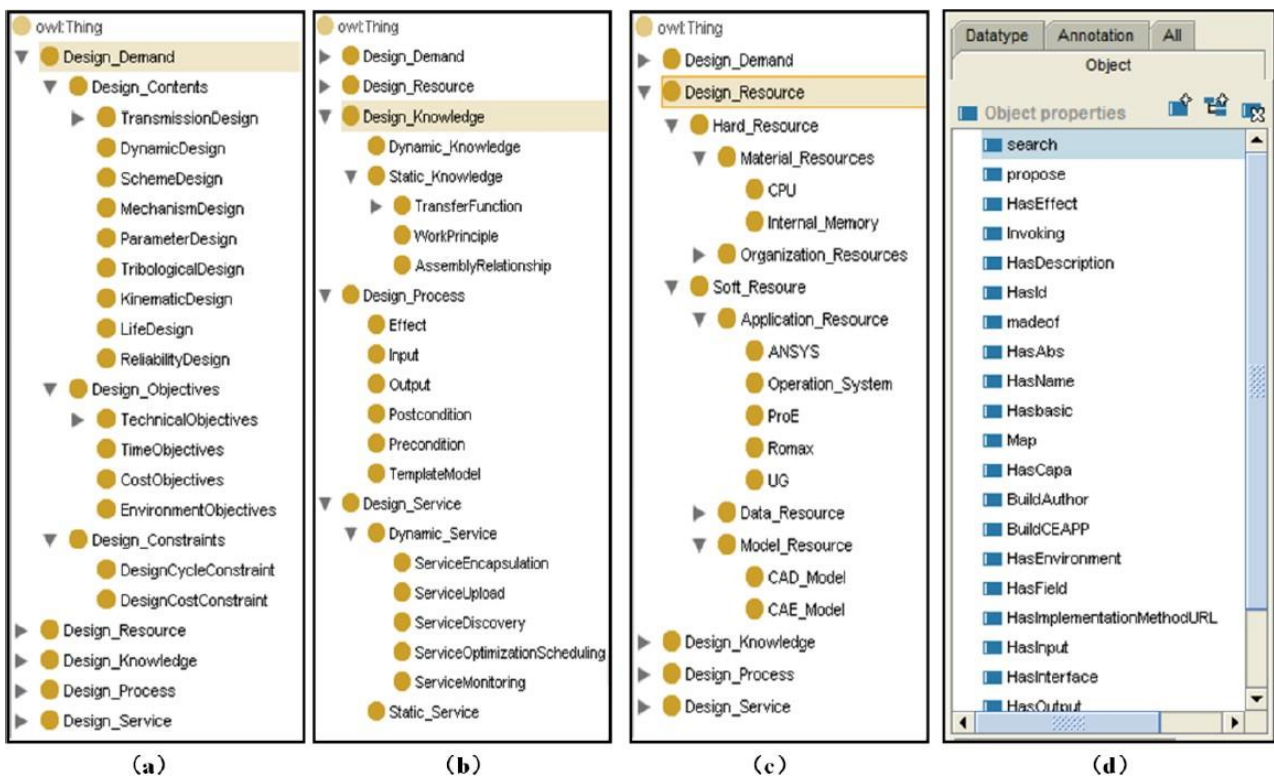 owl:Thing
Design_Demand
Design_Contents
TransmissionDesign
DynamicDesign
SchemeDesign
MechanismDesign
ParameterDesign
TribologicalDesign
KinematicDesign
LifeDesign
ReliabilityDesign
Design_Objectives
TechnicalObjectives
TimeObjectives
CostObjectives
EnvironmentObjectives
Design_Constraints
DesignCycleConstraint
DesignCostConstraint
Design_Resource
Design_Knowledge
Design_Process
Design_Service
(a)
owl:Thing
Design_Demand
Design_Resource
Design_Knowledge
Dynamic_Knowledge
Static_Knowledge
TransferFunction
WorkPrinciple
AssemblyRelationship
Design_Process
Effect
Input
Output
Postcondition
Precondition
TemplateModel
Design_Service
Dynamic_Service
ServiceEncapsulation
ServiceUpload
ServiceDiscovery
ServiceOptimizationScheduling
ServiceMonitoring
Static_Service
(b)
owl:Thing
Design_Demand
Design_Resource
Hard_Resource
Material_Resources
CPU
Internal_Memory
Organization_Resources
Soft_Resoure
Application_Resource
ANSYS
Operation_System
ProE
Romax
UG
Data_Resource
Model_Resource
CAD_Model
CAE_Model
Design_Knowledge
Design_Process
Design_Service
(c)
Datatype Annotation All
Object
Object properties
search
propose
HasEffect
Invoking
HasDescription
HasId
madeof
HasAbs
HasName
Hasbasic
Map
HasCapa
BuildAuthor
BuildCEAPP
HasEnvironment
HasField
HasImplementationMethodURL
HasInput
HasInterface
HasOutput
(d)